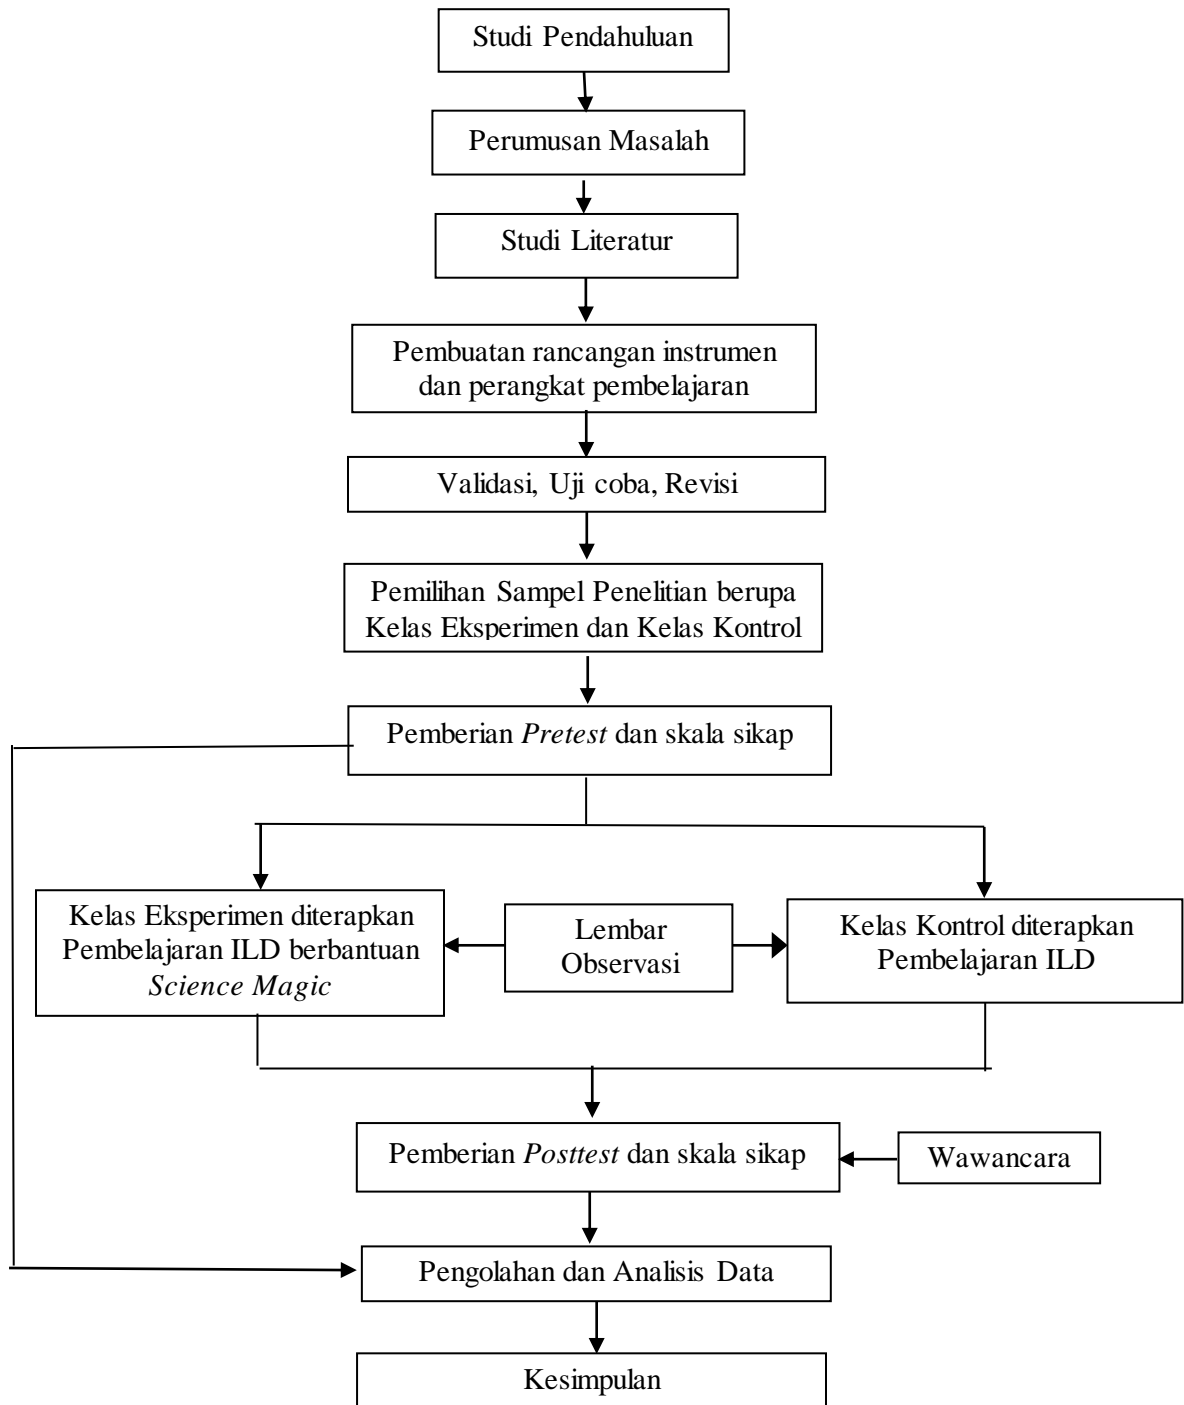 Studi Pendahuluan
Perumusan Masalah
Studi Literatur
Pembuatan rancangan instrumen
dan perangkat pembelajaran
Validasi, Uji coba, Revisi
Pemilihan Sampel Penelitian berupa
Kelas Eksperimen dan Kelas Kontrol
Pemberian Pretest dan skala sikap
Kelas Eksperimen diterapkan
Pembelajaran ILD berbantuan
Science Magic
Lembar
Observasi
Kelas Kontrol diterapkan
Pembelajaran ILD
Pemberian Posttest dan skala sikap
Wawancara
Pengolahan dan Analisis Data
Kesimpulan